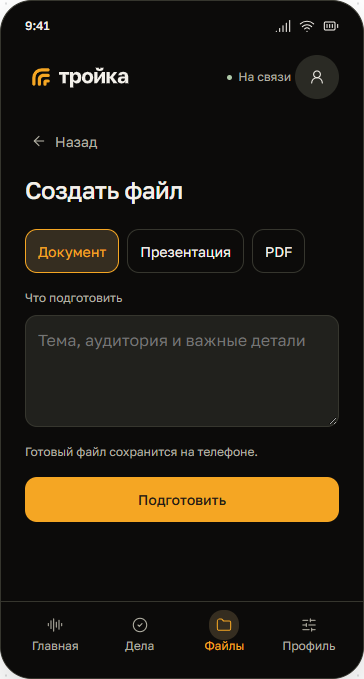 9:41
тройка
На связи
Назад
Создать файл
Документ Презентация PDF
Что подготовить
Тема, аудитория и важные детали
Готовый файл сохранится на телефоне.
Подготовить
Главная Дела Файлы Профиль